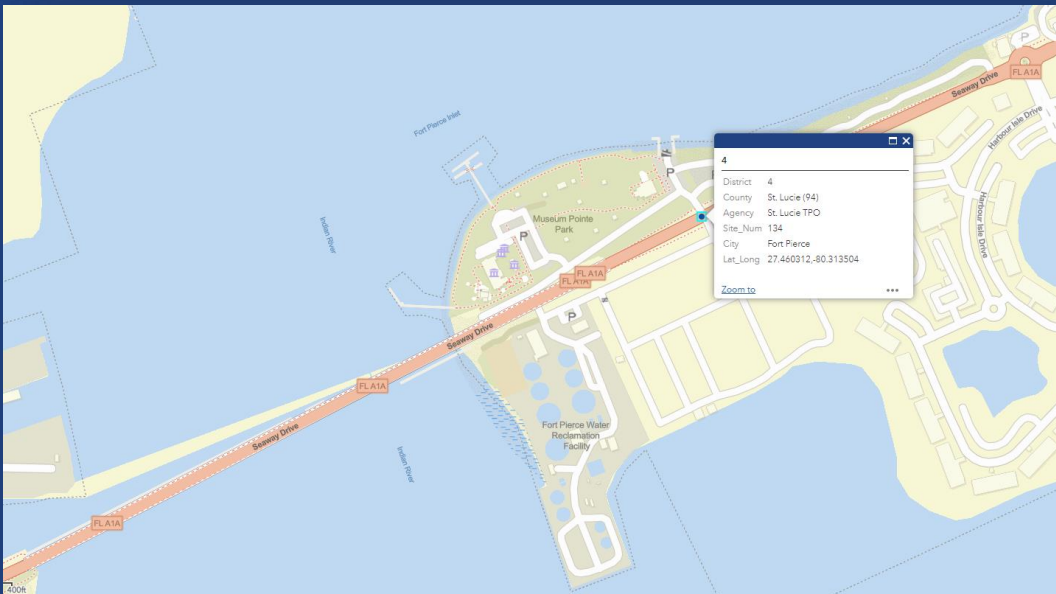 P
FL A1A
Seaway Drive
Harbour Isle Drive
Fort Pierce Inlet
4
District 4
County St. Lucie (94)
Agency St. Lucie TPO
Site_Num 134
City Fort Pierce
Lat_Long 27.460312,-80.313504
Zoom to
P
Harbour Isle Drive
Museum Pointe
Park
Indian River
P
FL A1A
FL A1A
P
Seaway Drive
FL A1A
Fort Pierce Water
Reclamation
Facility
Seaway Drive
Indian River
FL A1A
400ft